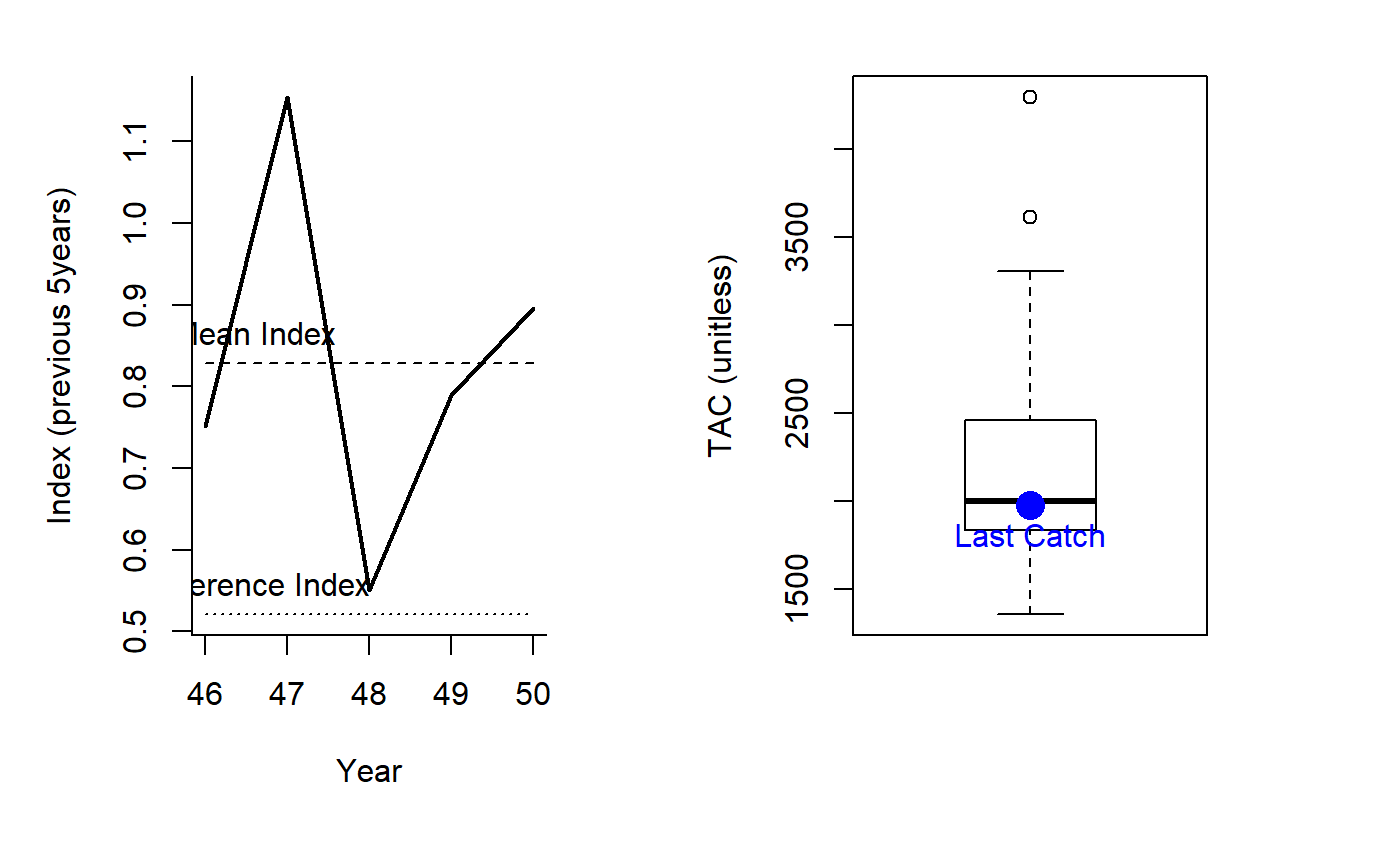 Index (previous 5years)
1.1
1.0
0.9
0.8
0.7
0.6
0.5
Mean Index
erence Index
46 47 48 49 50
Year
TAC (unitless)
3500
2500
1500
Last Catch